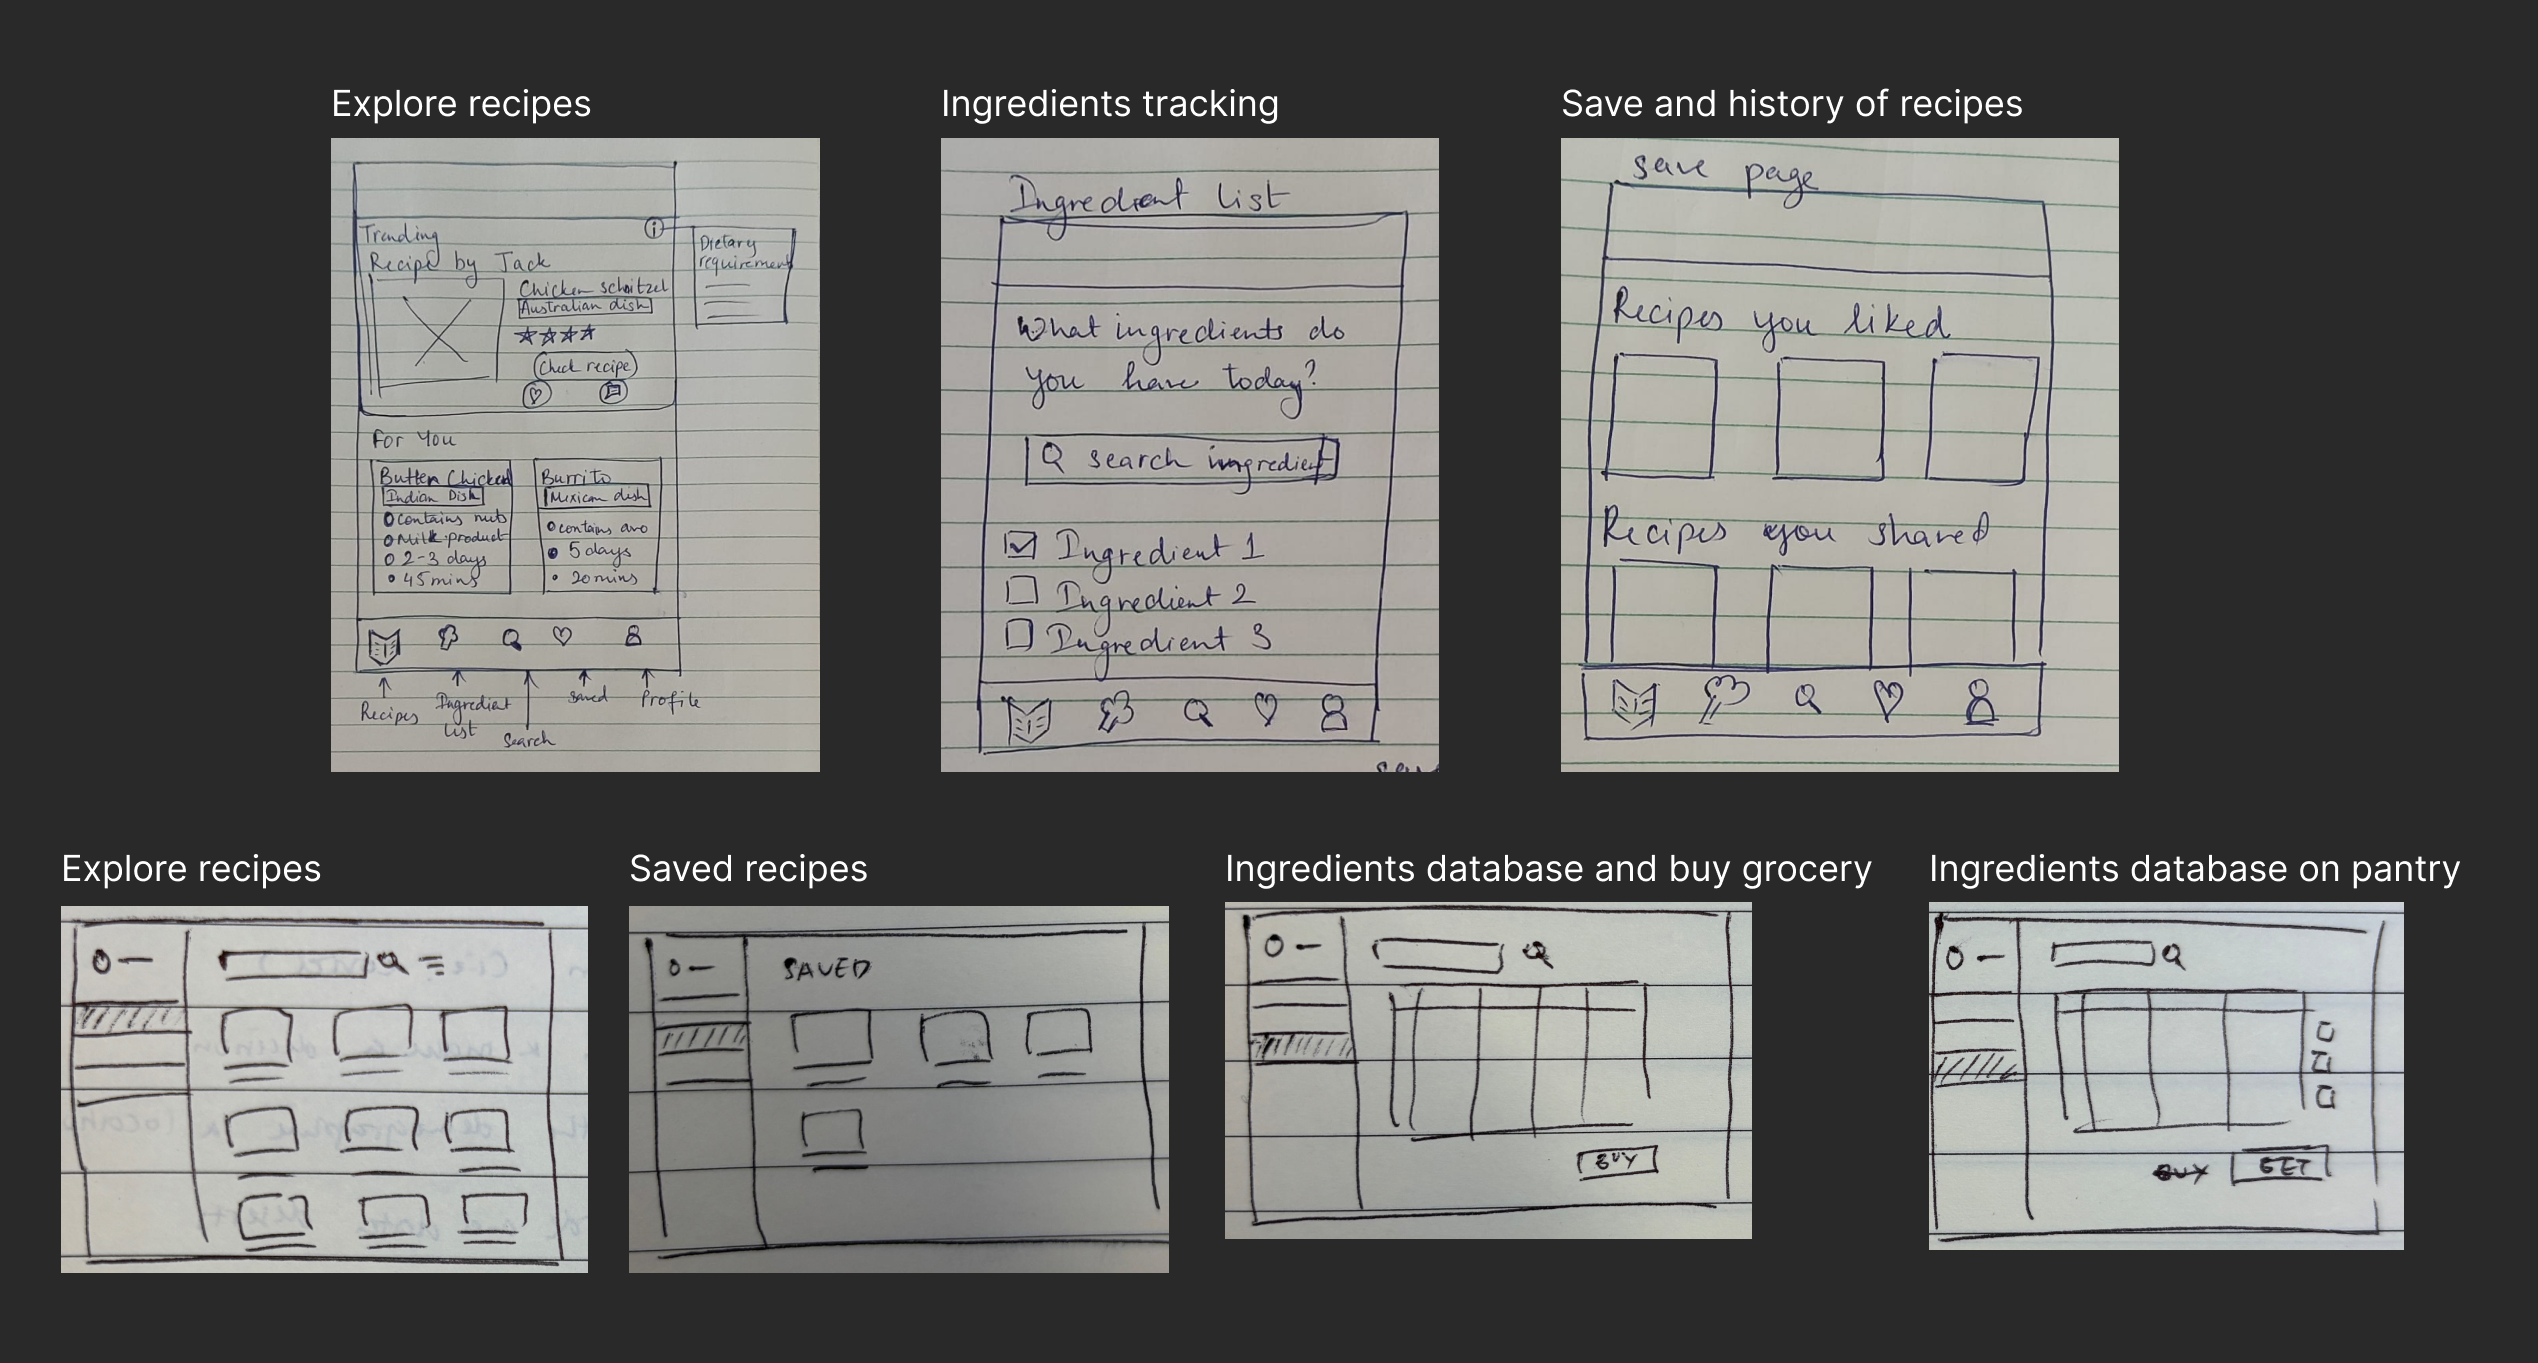 Explore recipes
Trending
Recipe by Jack
Chicken schnitzel
Australian dish
Check recipe
Dietary
requirement
For You
Butter Chicken
Indian Dish
contains nuts
Milk product
2-3 days
45 mins
Burrito
Mexican dish
contains avo
5 days
20 mins
Recipes
Ingredient
list
Search
saved
Profile
Ingredients tracking
Ingredient list
What ingredients do
you have today?
search ingredient
Ingredient 1
Ingredient 2
Ingredient 3
Save and history of recipes
save page
Recipes you liked
Recipes you shared
Explore recipes
Saved recipes
SAVED
Ingredients database and buy grocery
BUY
Ingredients database on pantry
BUY